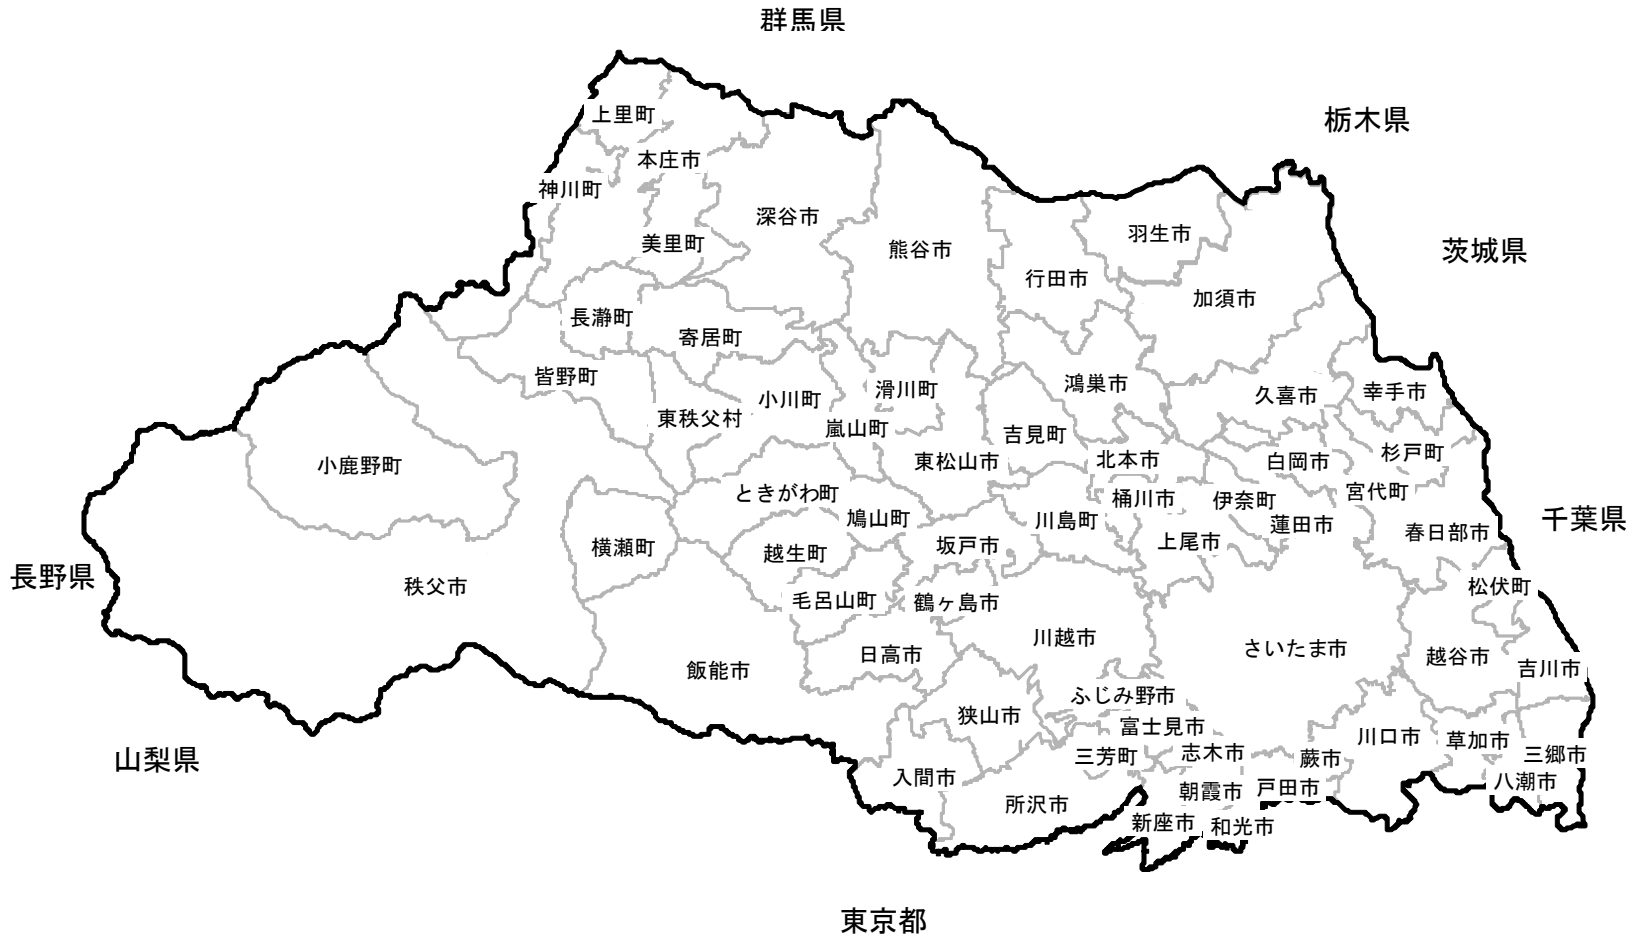 群馬県
栃木県
茨城県
千葉県
長野県
山梨県
東京都
上里町
本庄市
神川町
深谷市
美里町
熊谷市
羽生市
行田市
加須市
長瀞町
寄居町
皆野町
小川町
滑川町
鴻巣市
久喜市
幸手市
東秩父村
嵐山町
吉見町
小鹿野町
東松山市
北本市
白岡市
杉戸町
ときがわ町
桶川市
伊奈町
宮代町
鳩山町
川島町
蓮田市
横瀬町
越生町
坂戸市
上尾市
春日部市
秩父市
毛呂山町
鶴ヶ島市
松伏町
川越市
さいたま市
飯能市
日高市
越谷市
吉川市
ふじみ野市
狭山市
富士見市
三芳町
志木市
蕨市
川口市
草加市
三郷市
入間市
所沢市
朝霞市
戸田市
八潮市
新座市
和光市